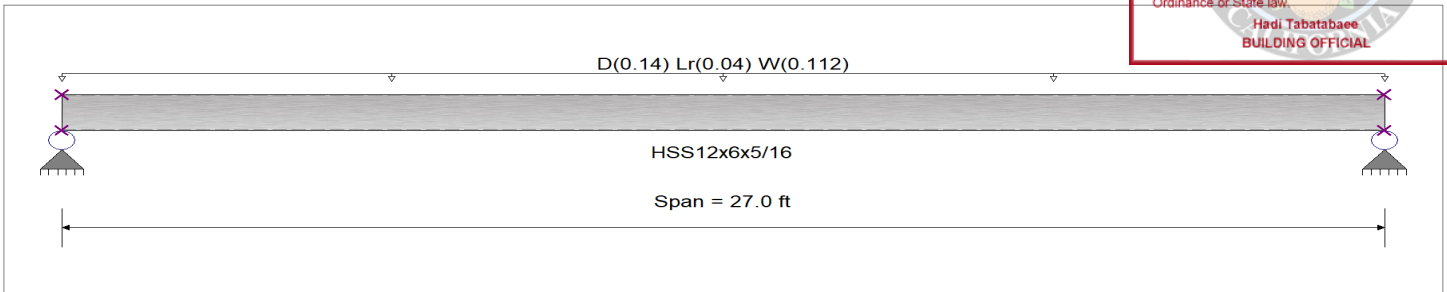 Ordinance or State law.
Hadi Tabatabaee
BUILDING OFFICIAL
CALIFORNIA
D(0.14) Lr(0.04) W(0.112)
HSS12x6x5/16
Span = 27.0 ft